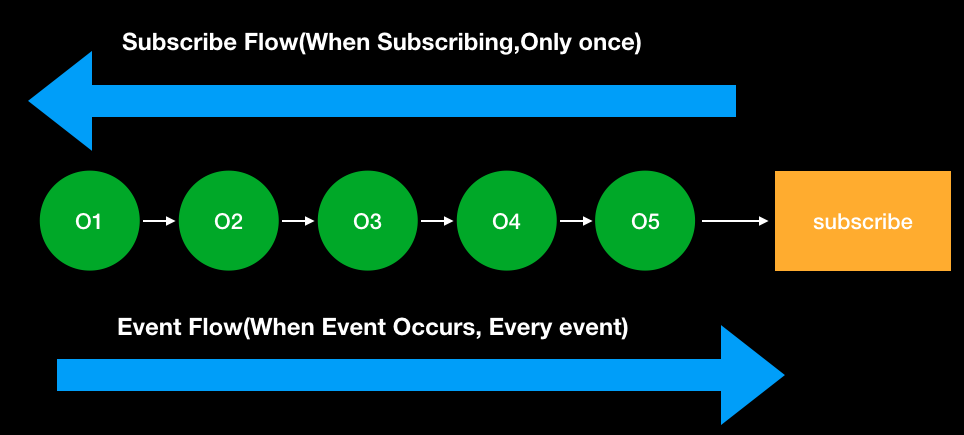 Subscribe Flow(When Subscribing,Only once)
O1 O2 O3 O4 O5 subscribe
Event Flow(When Event Occurs, Every event)